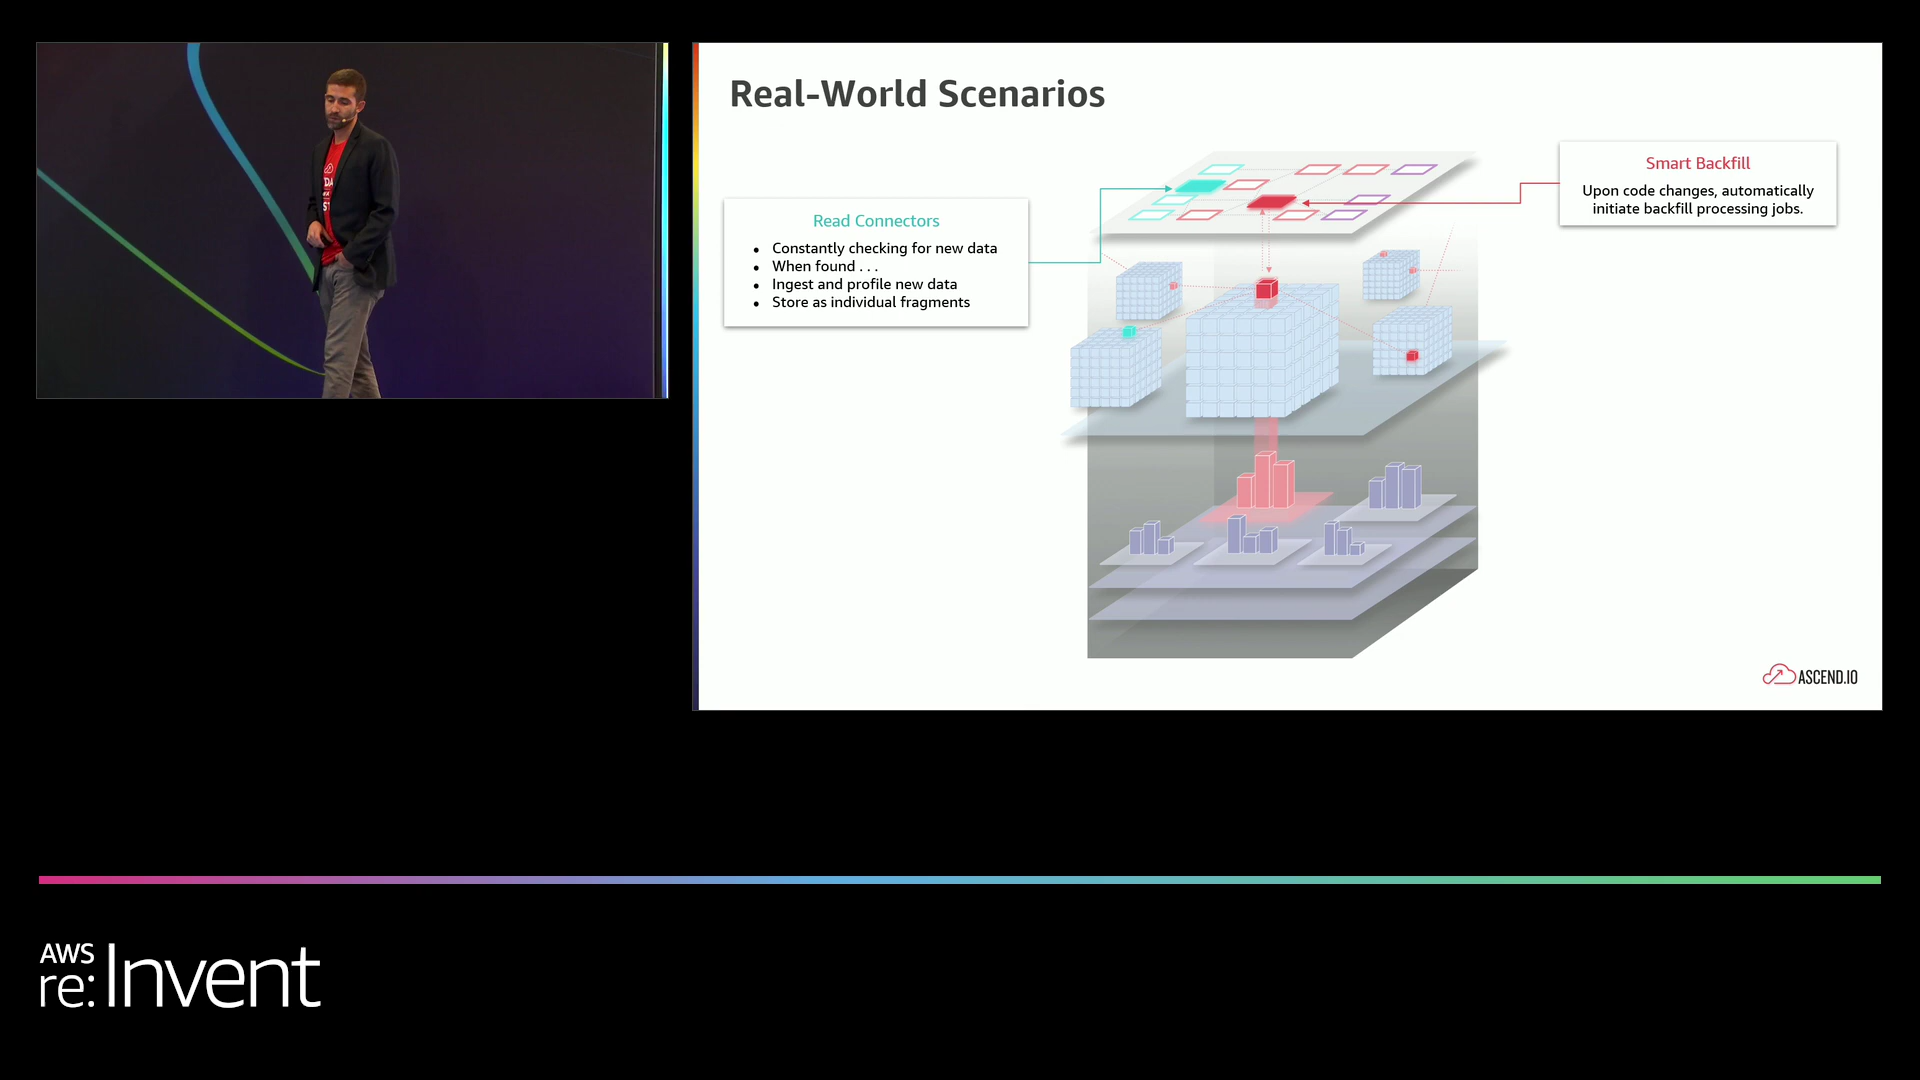 Real-World Scenarios
Read Connectors
• Constantly checking for new data
• When found . . .
• Ingest and profile new data
• Store as individual fragments
Smart Backfill
Upon code changes, automatically
initiate backfill processing jobs.
ASCEND.IO
AWS
re:Invent